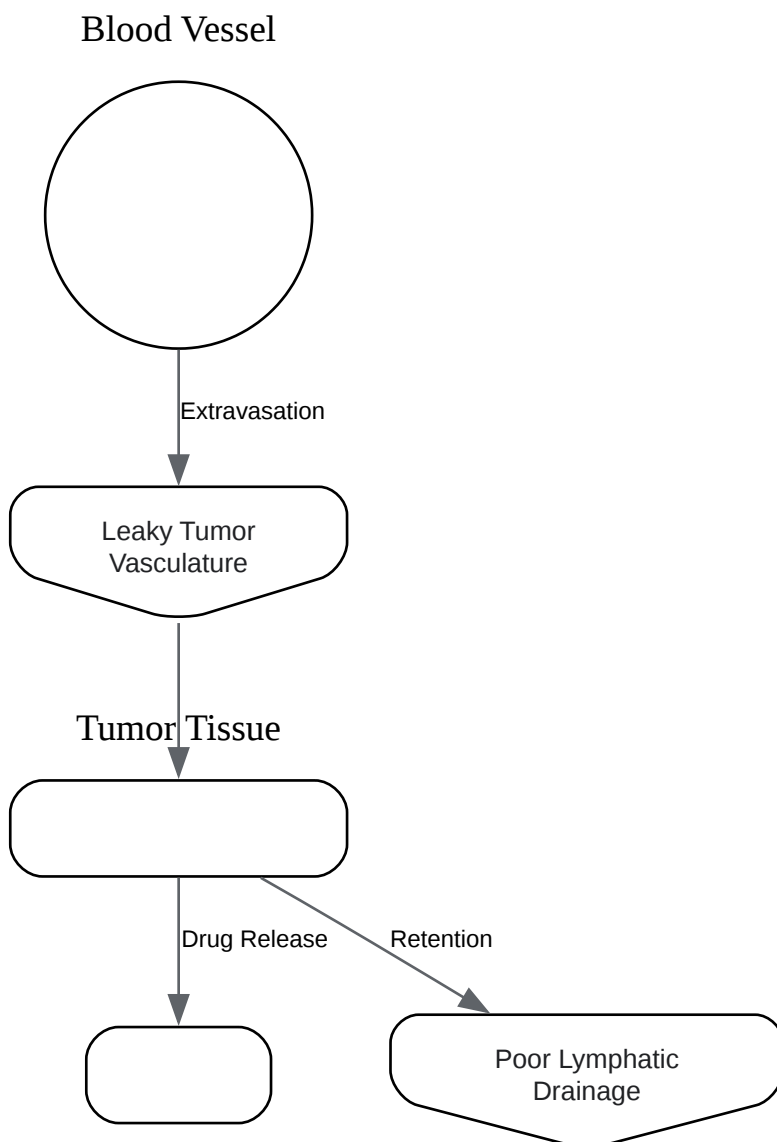 Blood Vessel
Extravasation
Leaky Tumor
Vasculature
Tumor Tissue
Drug Release
Retention
Poor Lymphatic
Drainage